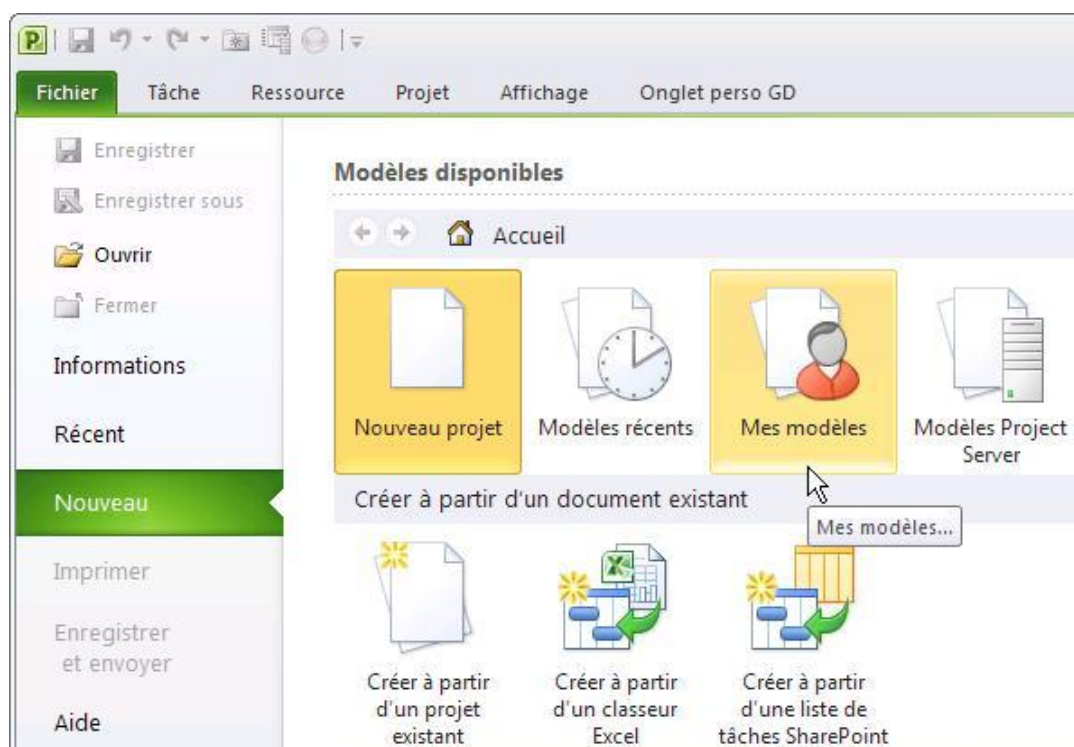 Fichier Tâche Ressource Projet Affichage Onglet perso GD
Enregistrer
Enregistrer sous
Ouvrir
Fermer
Informations
Récent
Nouveau
Imprimer
Enregistrer
et envoyer
Aide
Modèles disponibles
Accueil
Nouveau projet
Modèles récents
Mes modèles
Modèles Project
Server
Créer à partir d'un document existant
Mes modèles...
Créer à partir
d'un projet
existant
Créer à partir
d'un classeur
Excel
Créer à partir
d'une liste de
tâches SharePoint